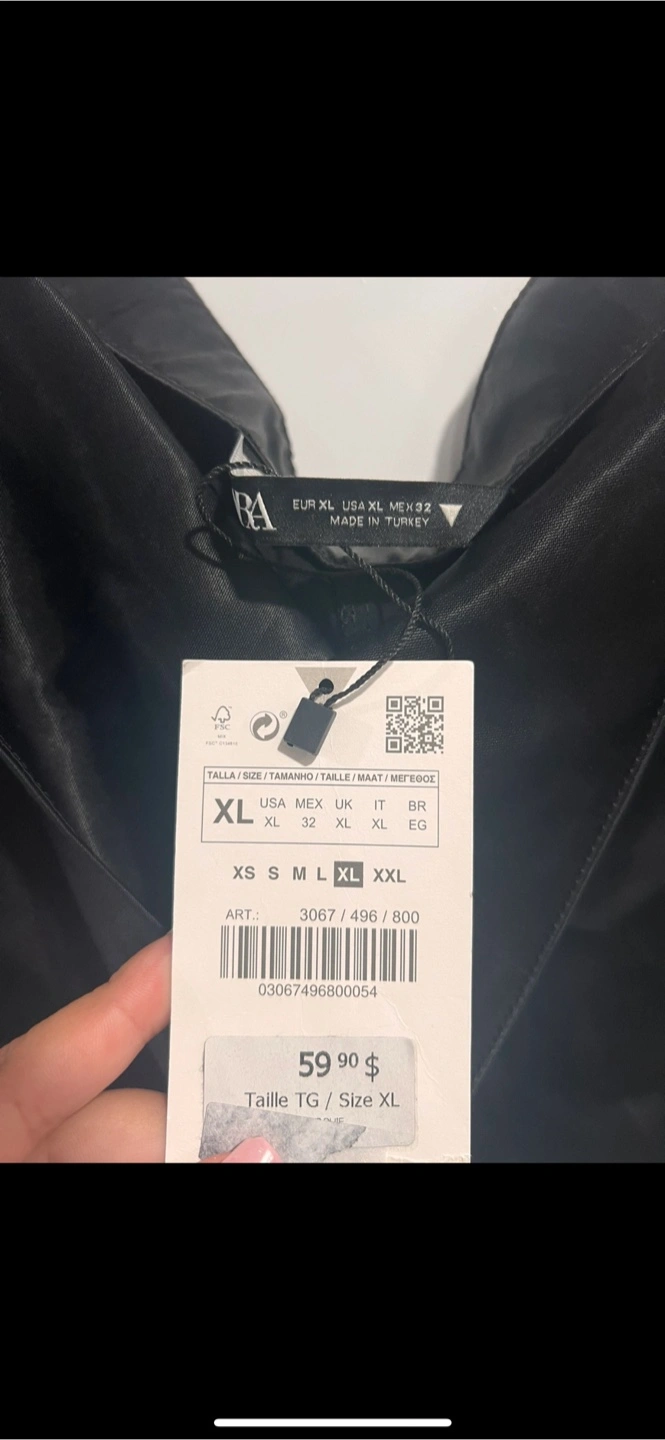 RA
EUR XL USA XL MEX 32
MADE IN TURKEY
FSC
TALLA / SIZE / TAMANHO / TAILLE / MAAT / ΜΕΓΕΘΟΣ
XL USA MEX UK IT BR
XL 32 XL XL EG
XS S M L XL XXL
ART.: 3067 / 496 / 800
03067496800054
59 90 $
Taille TG / Size XL